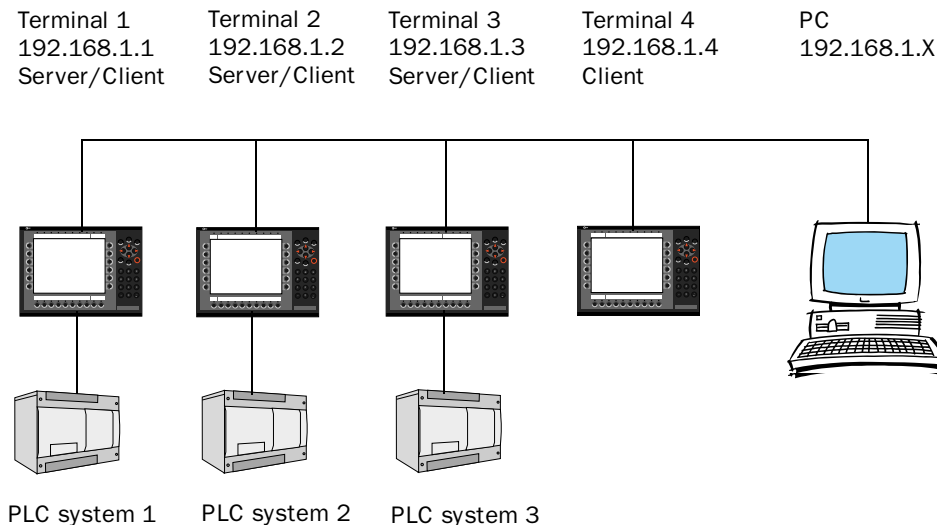 Terminal 1
192.168.1.1
Server/Client
Terminal 2
192.168.1.2
Server/Client
Terminal 3
192.168.1.3
Server/Client
Terminal 4
192.168.1.4
Client
PC
192.168.1.X
PLC system 1
PLC system 2
PLC system 3